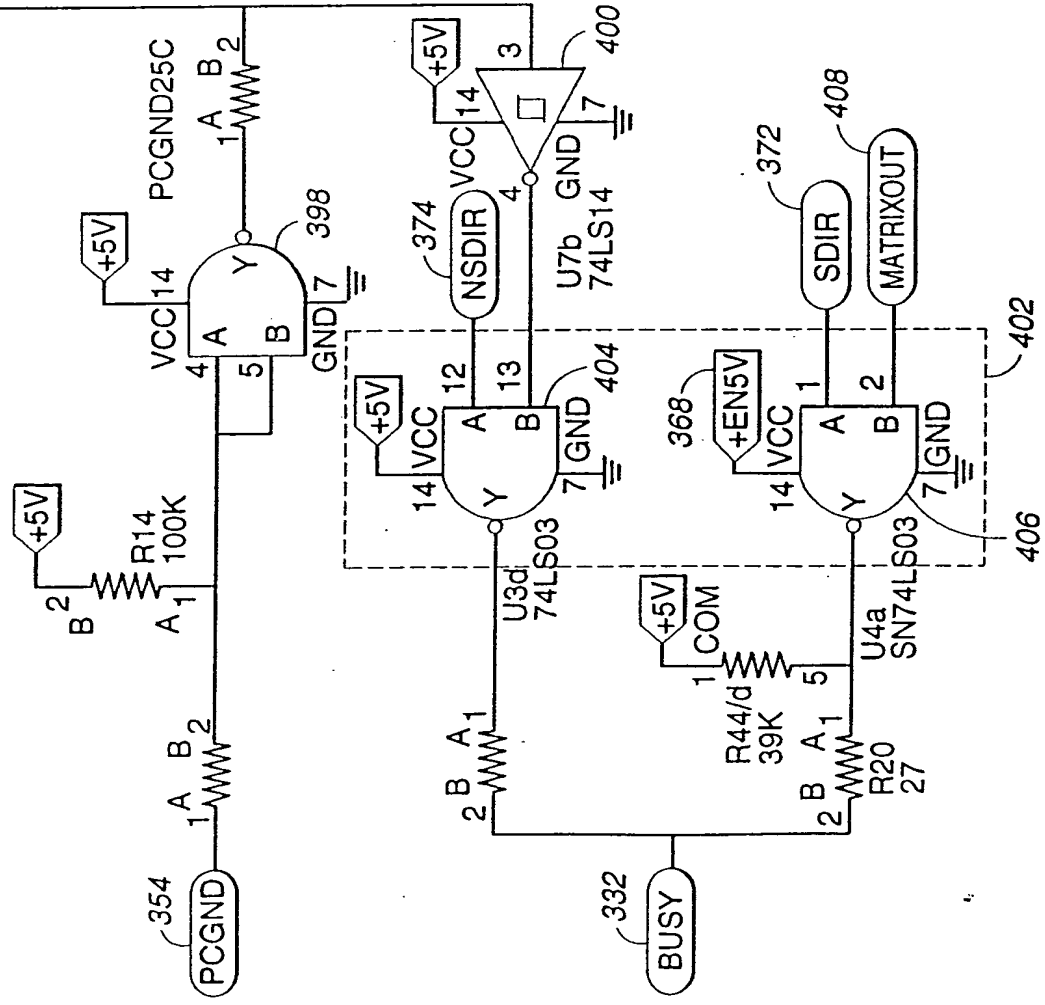 354
PCGND
1 A
B 2
+5V
B 2
A 1
R14
100K
+5V
VCC 14
4
5
A
B
Y
GND 7
398
PCGND25C
1 A
B 2
332
BUSY
2 B
A 1
U3d
74LS03
+5V
14 VCC
Y
A
B
7 GND
12
13
404
374
NSDIR
+5V
VCC 14
3
4
GND 7
400
U7b
74LS14
2 B
A 1
R20
27
R44/d
39K
+5V
1 COM
5
U4a
SN74LS03
368
+EN5V
14 VCC
Y
A
B
7 GND
1
2
406
402
372
SDIR
408
MATRIXOUT